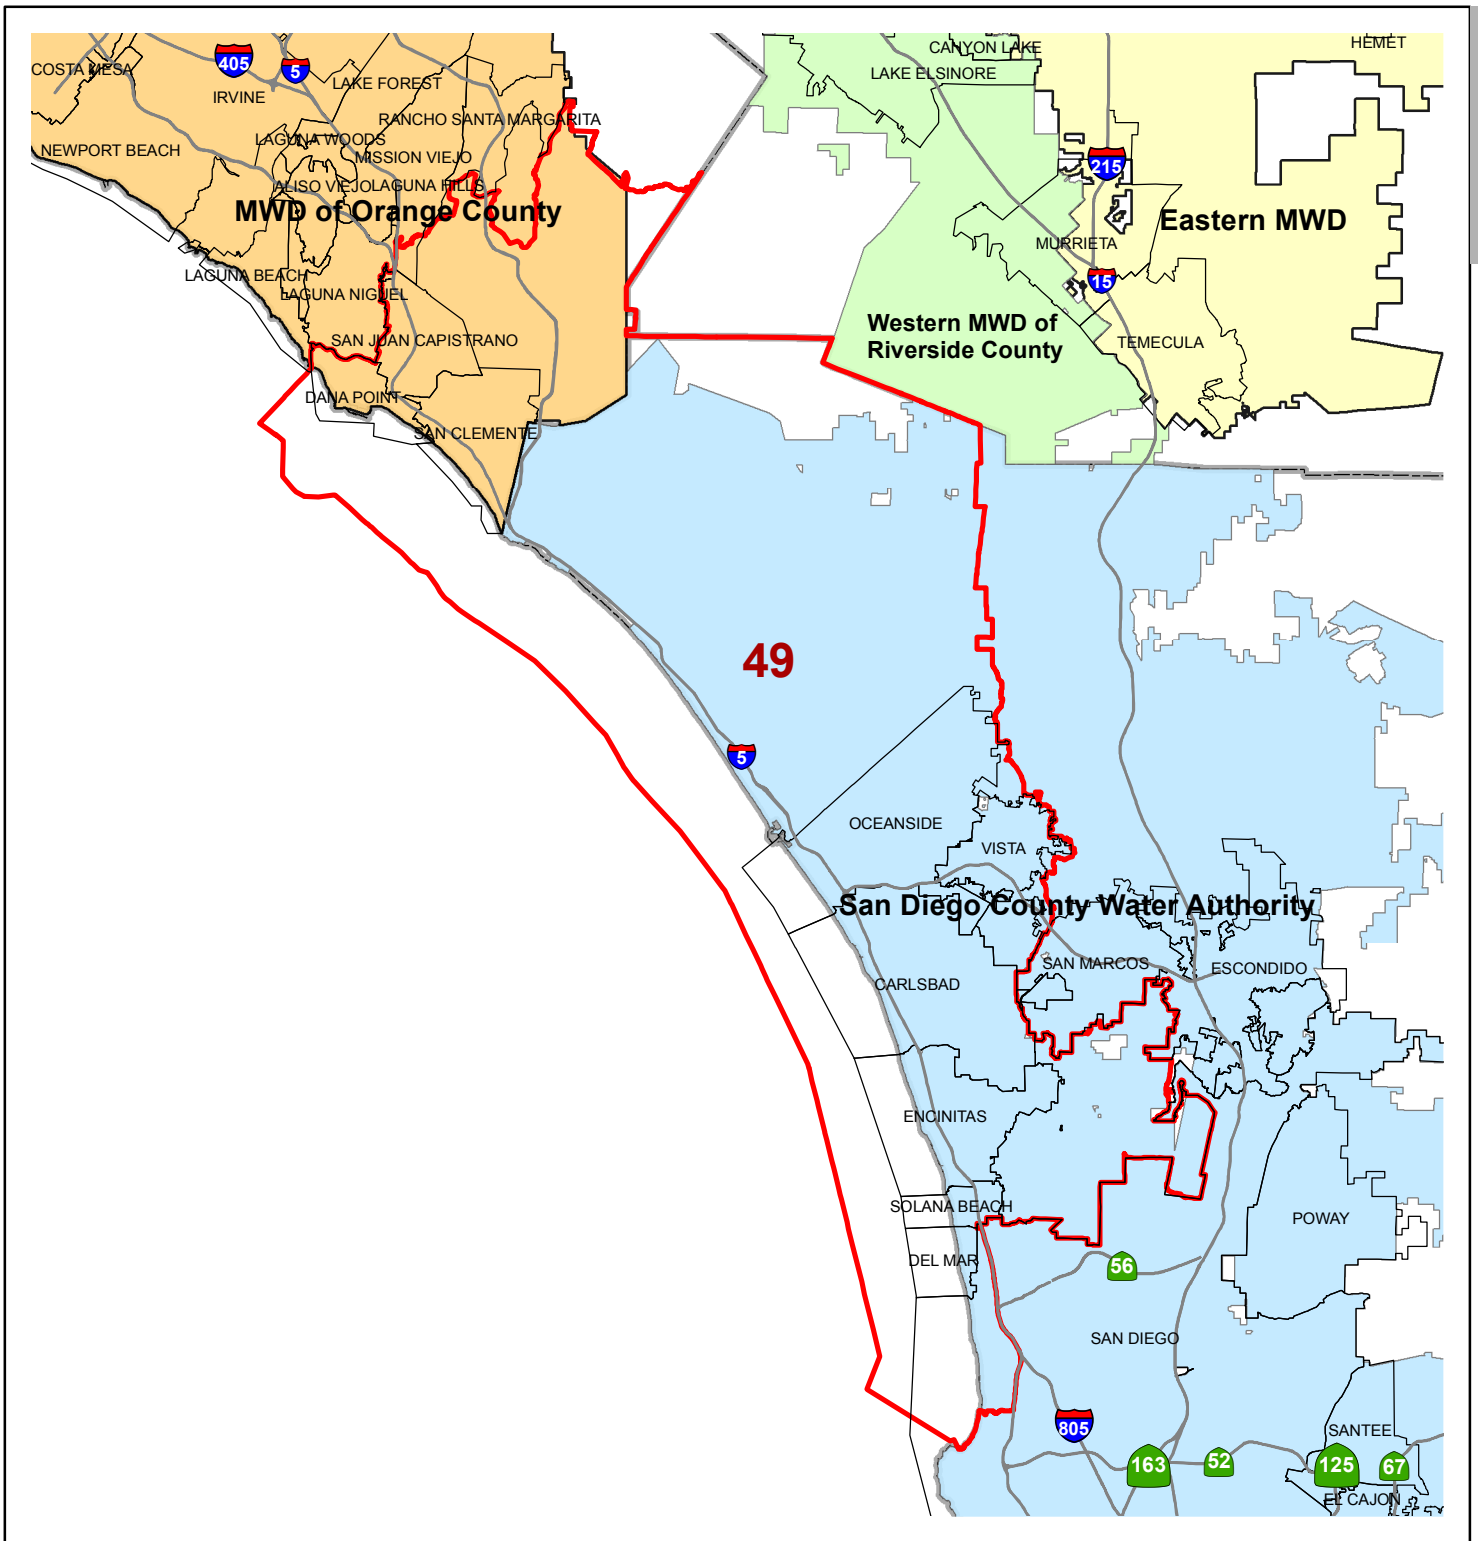 CANYON LAKE
HEMET
COSTA MESA
405
5
LAKE ELSINORE
LAKE FOREST
IRVINE
RANCHO SANTA MARGARITA
LAGUNA WOODS
NEWPORT BEACH
MISSION VIEJO
215
ALISO VIEJO
LAGUNA HILLS
MWD of Orange County
Eastern MWD
MURRIETA
LAGUNA BEACH
15
LAGUNA NIGUEL
Western MWD of
Riverside County
SAN JUAN CAPISTRANO
TEMECULA
DANA POINT
SAN CLEMENTE
49
5
OCEANSIDE
VISTA
San Diego County Water Authority
SAN MARCOS
ESCONDIDO
CARLSBAD
ENCINITAS
SOLANA BEACH
POWAY
DEL MAR
56
SAN DIEGO
805
SANTEE
163
52
125
67
EL CAJON